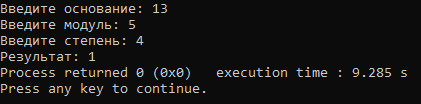 Введите основание: 13
Введите модуль: 5
Введите степень: 4
Результат: 1
Process returned 0 (0x0)   execution time : 9.285 s
Press any key to continue.